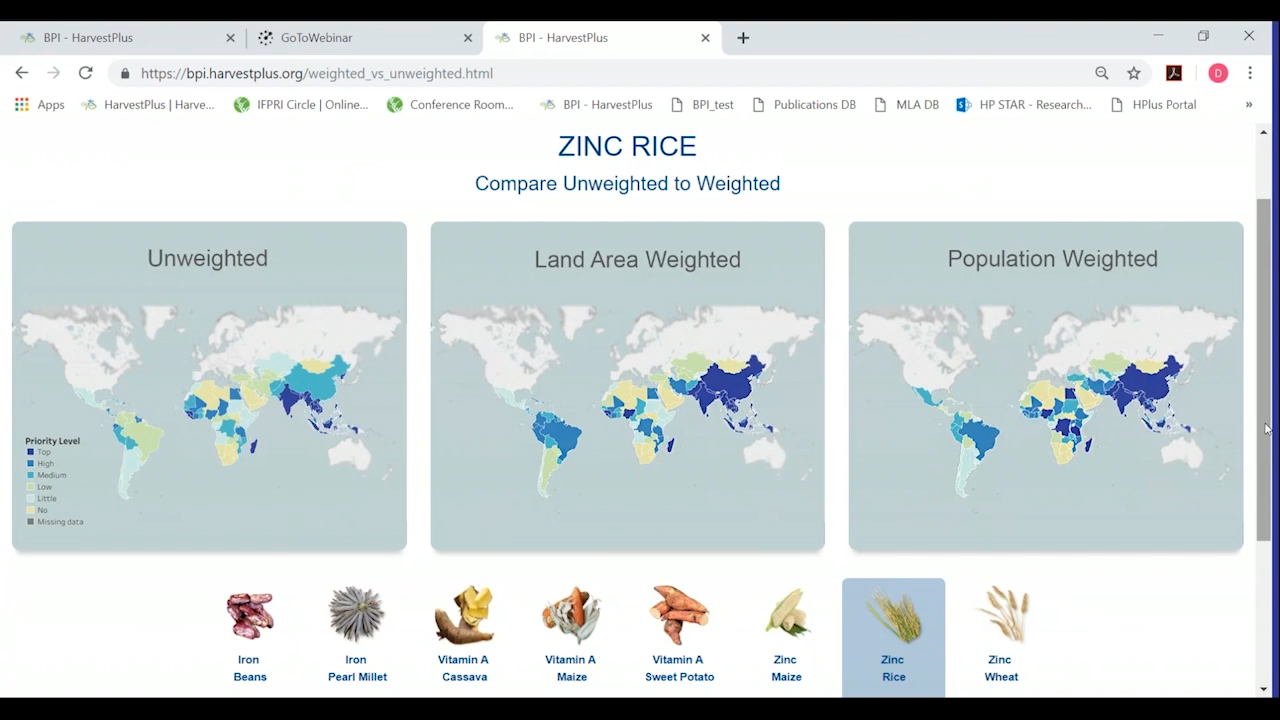 BPI - HarvestPlus
GoToWebinar
BPI - HarvestPlus
https://bpi.harvestplus.org/weighted_vs_unweighted.html
D
Apps
HarvestPlus | Harve...
IFPRI Circle | Online...
Conference Room...
BPI - HarvestPlus
BPI_test
Publications DB
MLA DB
HP STAR - Research...
HPlus Portal
»
ZINC RICE
Compare Unweighted to Weighted
Unweighted
Land Area Weighted
Population Weighted
Priority Level
Top
High
Medium
Low
Little
No
Missing data
Iron
Beans
Iron
Pearl Millet
Vitamin A
Cassava
Vitamin A
Maize
Vitamin A
Sweet Potato
Zinc
Maize
Zinc
Rice
Zinc
Wheat